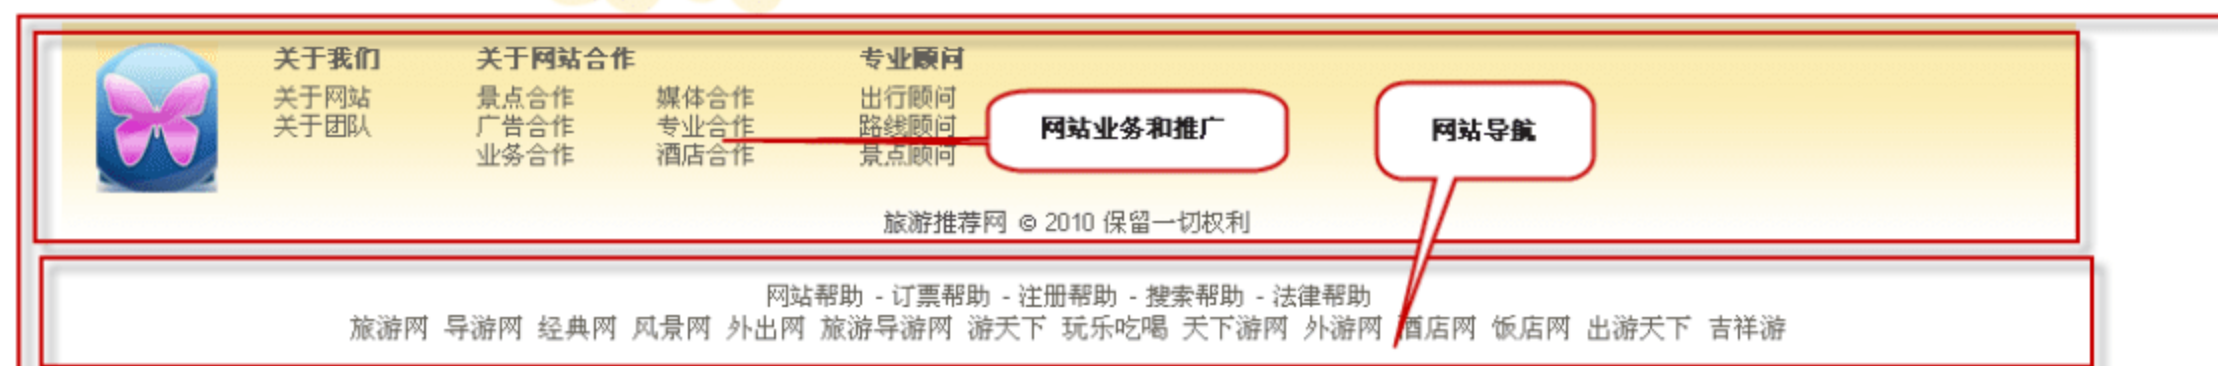 关于我们 关于网站合作 专业顾问
关于网站 景点合作 媒体合作 出行顾问
关于团队 广告合作 专业合作 路线顾问
业务合作 酒店合作 景点顾问
网站业务和推广
网站导航
旅游推荐网 © 2010 保留一切权利
网站帮助 - 订票帮助 - 注册帮助 - 搜索帮助 - 法律帮助
旅游网 导游网 经典网 风景网 外出网 旅游导游网 游天下 玩乐吃喝 天下游网 外游网 酒店网 饭店网 出游天下 吉祥游